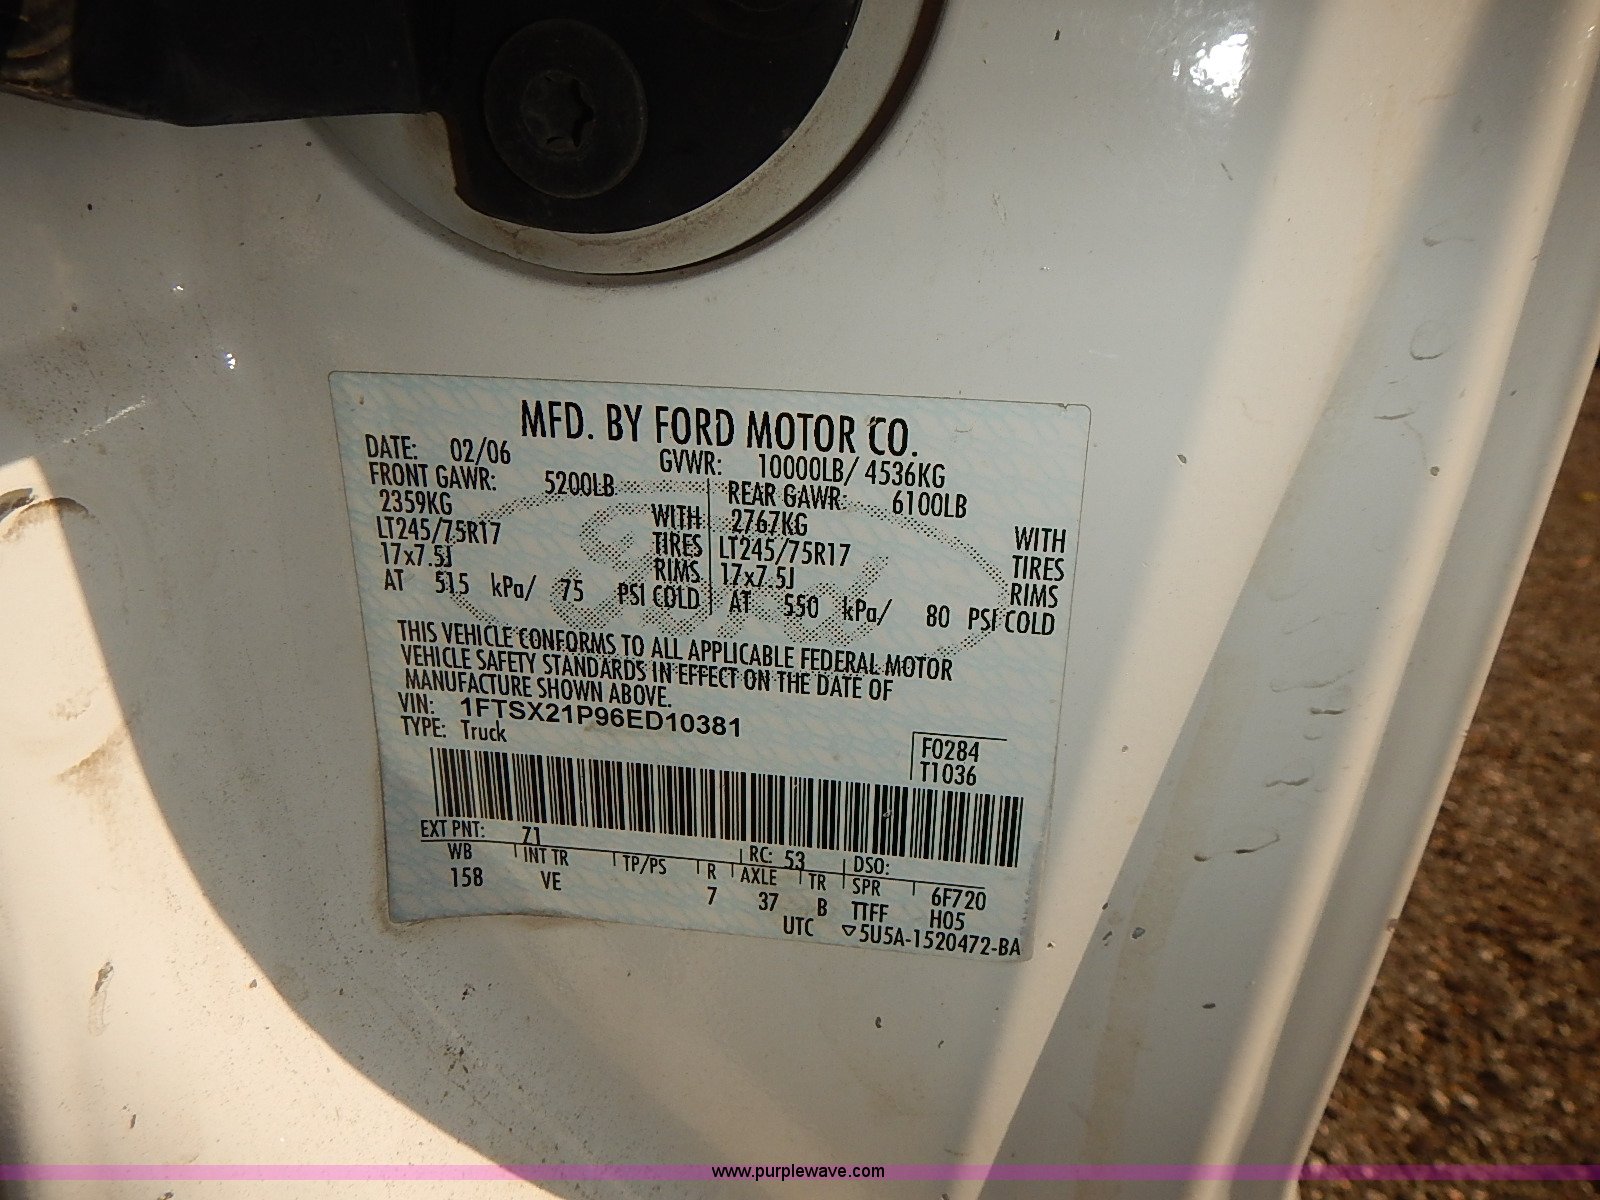 MFD. BY FORD MOTOR CO.
DATE: 02/06 GVWR: 10000LB/ 4536KG
FRONT GAWR: 5200LB REAR GAWR: 6100LB
2359KG WITH 2767KG WITH
LT245/75R17 TIRES LT245/75R17 TIRES
17x7.5J RIMS 17x7.5J RIMS
AT 515 kPa/ 75 PSI COLD AT 550 kPa/ 80 PSI COLD
Ford
THIS VEHICLE CONFORMS TO ALL APPLICABLE FEDERAL MOTOR
VEHICLE SAFETY STANDARDS IN EFFECT ON THE DATE OF
MANUFACTURE SHOWN ABOVE.
VIN: 1FTSX21P96ED10381
TYPE: Truck
F0284
T1036
EXT PNT: Z1 RC: 53 DSO:
WB INT TR TP/PS R AXLE TR SPR 6F720
158 VE 7 37 B TTFF H05
UTC ▽5U5A-1520472-BA
www.purplewave.com